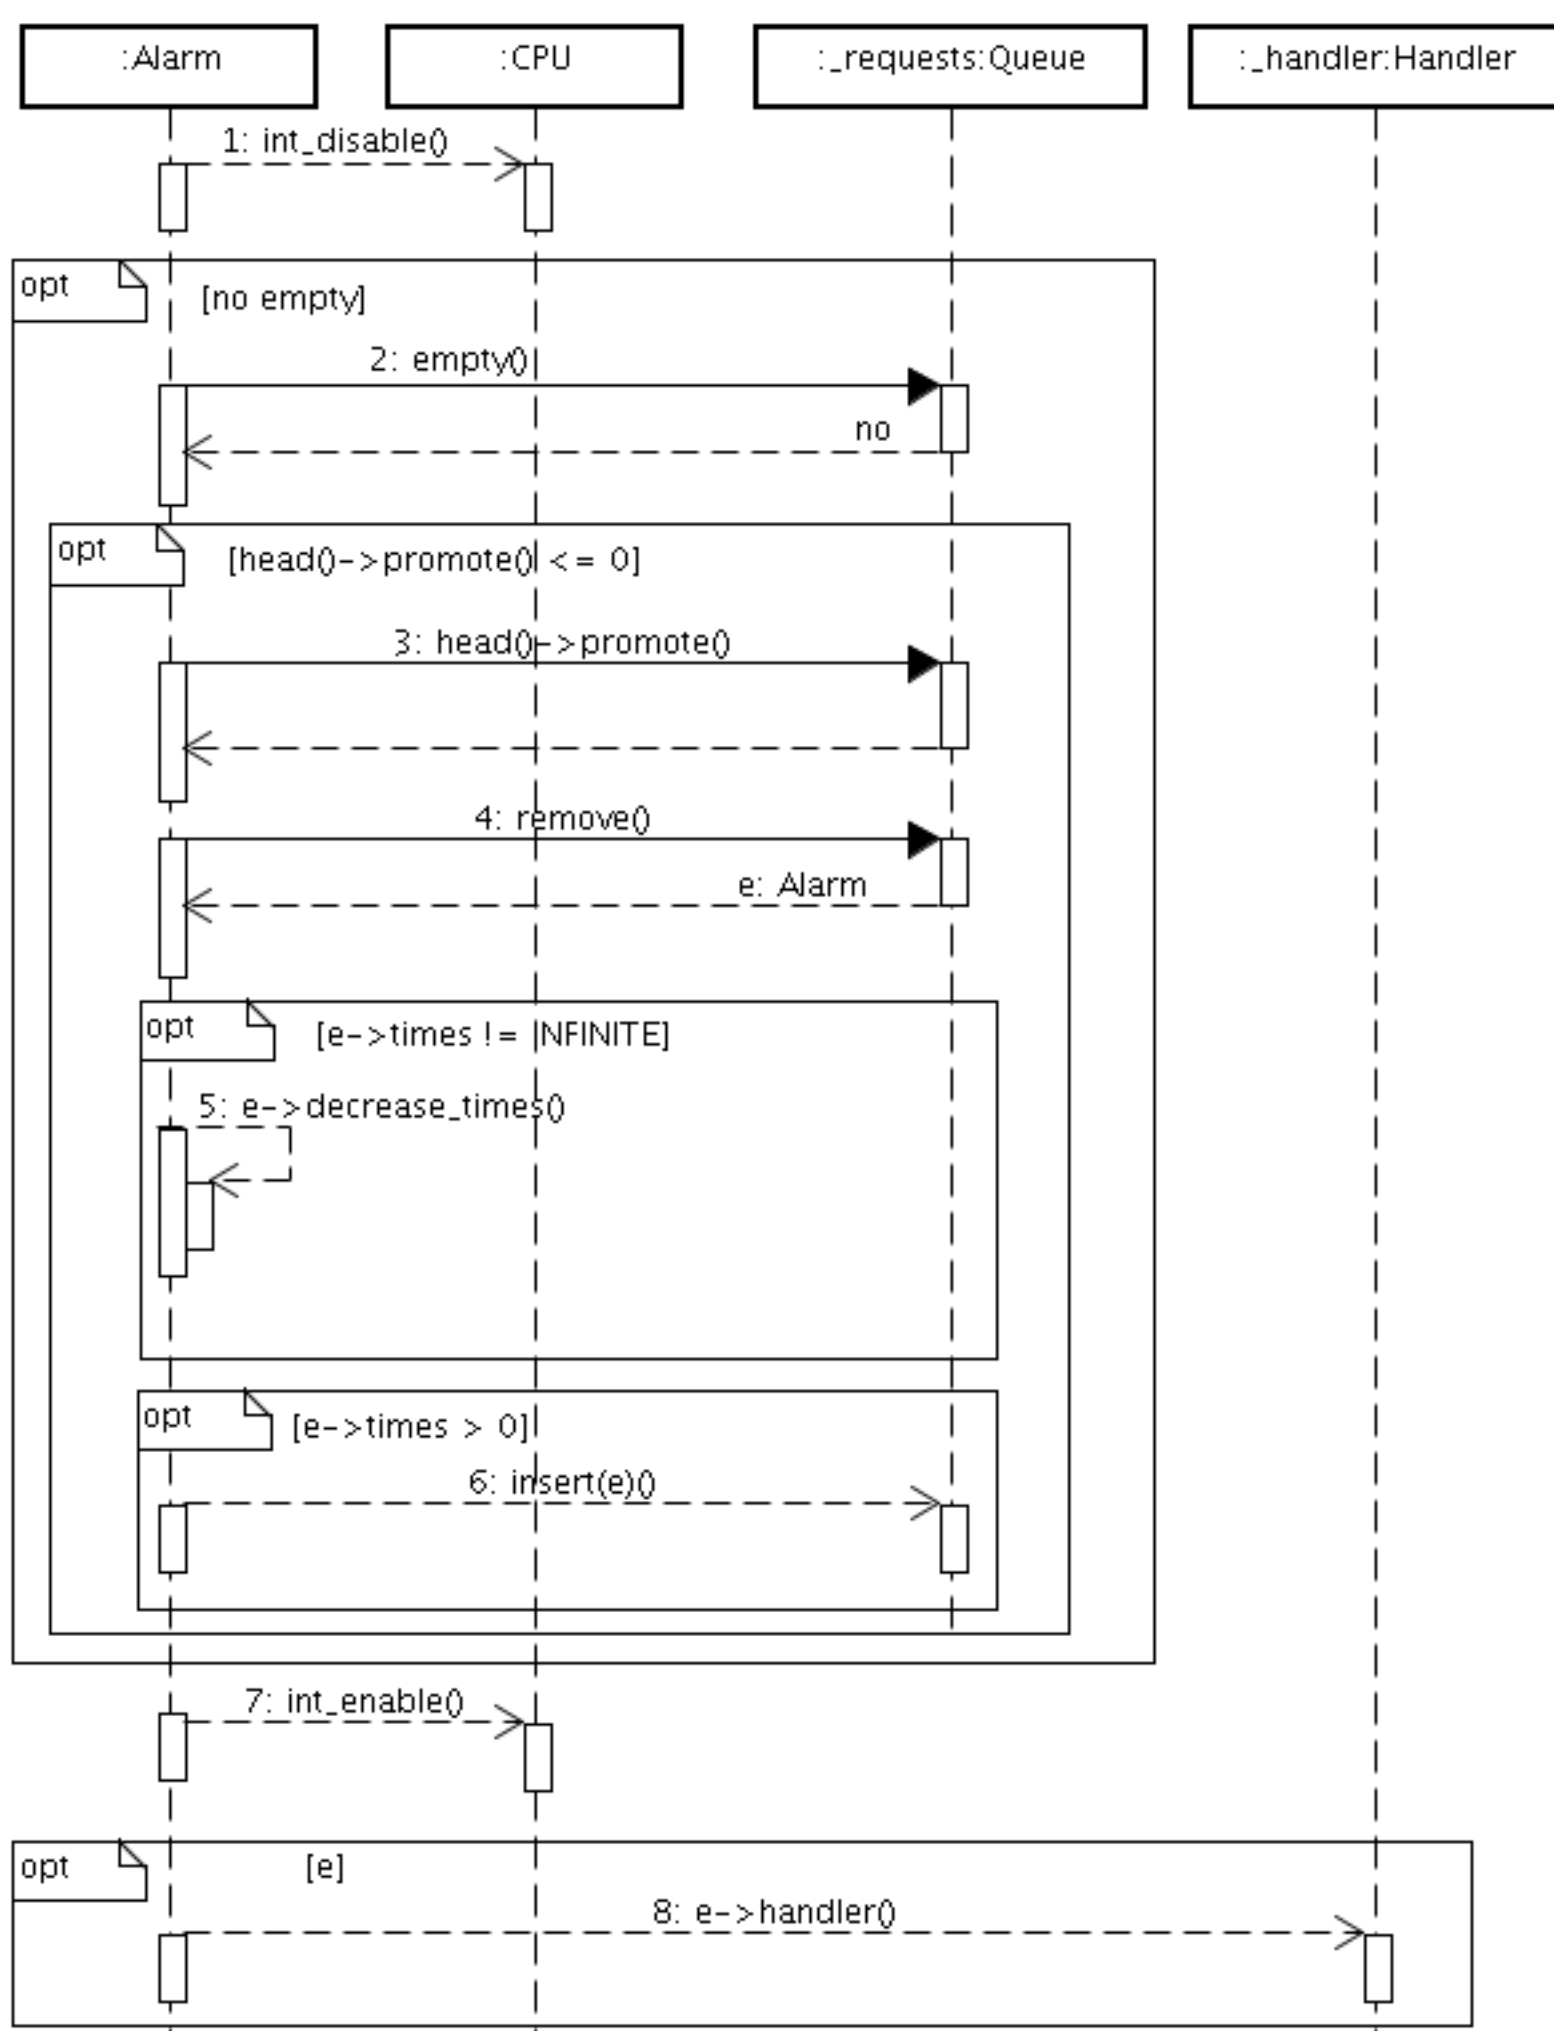 :Alarm
:CPU
:_requests:Queue
:_handler:Handler
1: int_disable()
opt
[no empty]
2: empty()
no
opt
[head()->promote() <= 0]
3: head()->promote()
4: remove()
e: Alarm
opt
[e->times != INFINITE]
5: e->decrease_times()
opt
[e->times > 0]
6: insert(e)()
7: int_enable()
opt
[e]
8: e->handler()